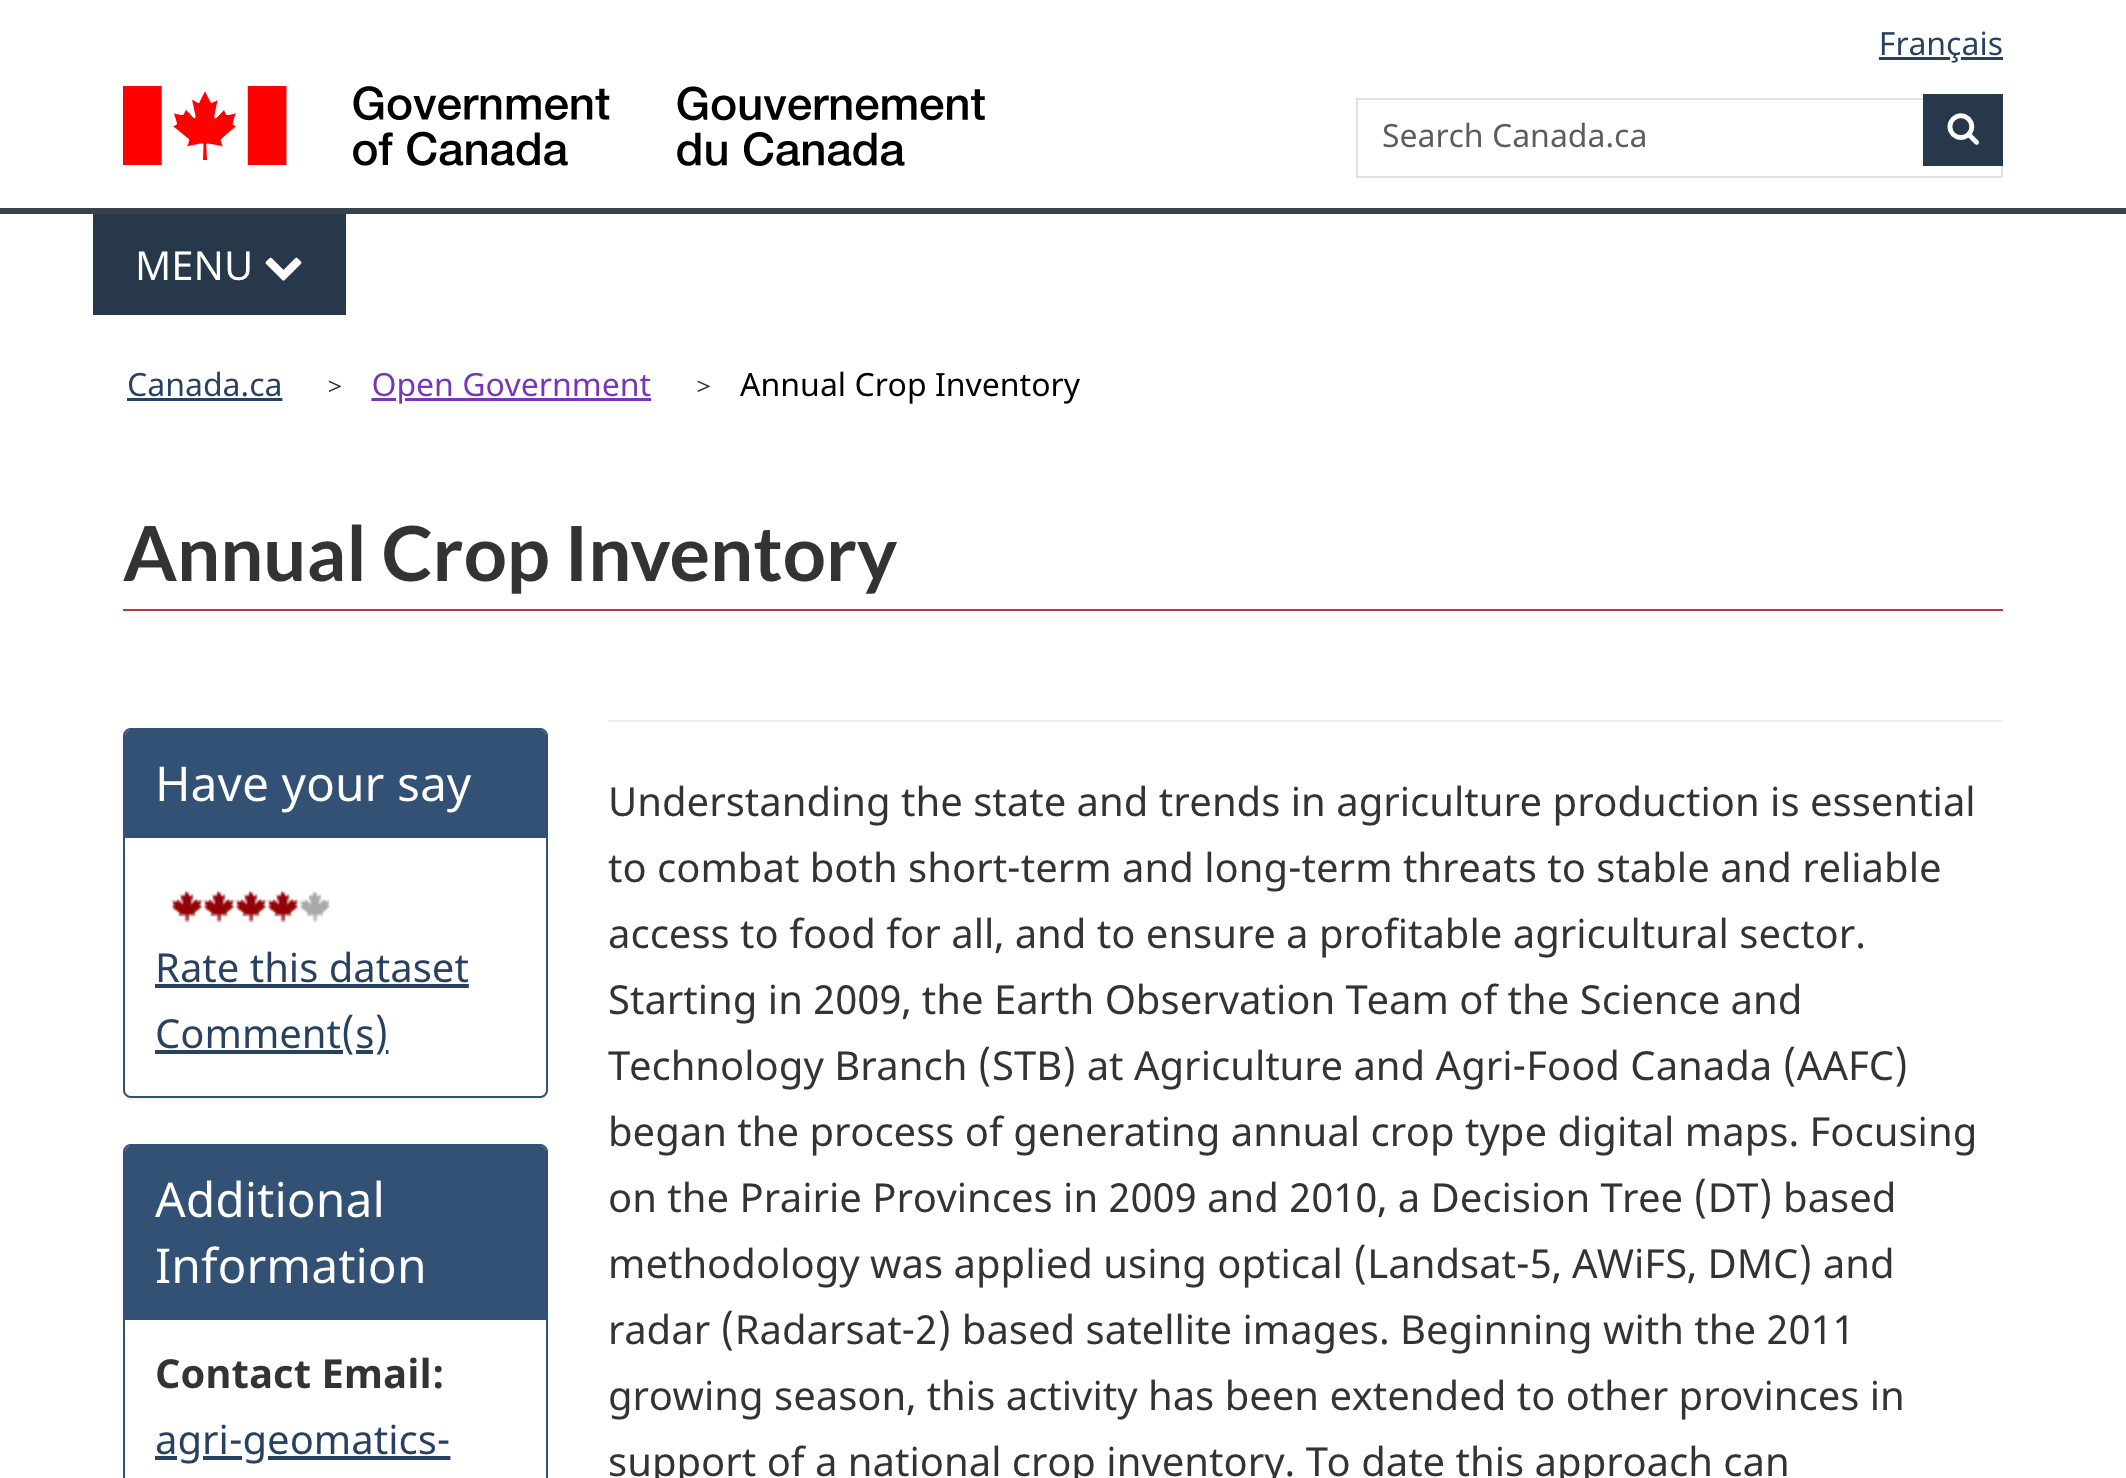 Français
Government
of Canada
Gouvernement
du Canada
Search Canada.ca
MENU
Canada.ca > Open Government > Annual Crop Inventory
Annual Crop Inventory
Have your say
Rate this dataset
Comment(s)
Additional
Information
Contact Email:
agri-geomatics-
Understanding the state and trends in agriculture production is essential
to combat both short-term and long-term threats to stable and reliable
access to food for all, and to ensure a profitable agricultural sector.
Starting in 2009, the Earth Observation Team of the Science and
Technology Branch (STB) at Agriculture and Agri-Food Canada (AAFC)
began the process of generating annual crop type digital maps. Focusing
on the Prairie Provinces in 2009 and 2010, a Decision Tree (DT) based
methodology was applied using optical (Landsat-5, AWiFS, DMC) and
radar (Radarsat-2) based satellite images. Beginning with the 2011
growing season, this activity has been extended to other provinces in
support of a national crop inventory. To date this approach can